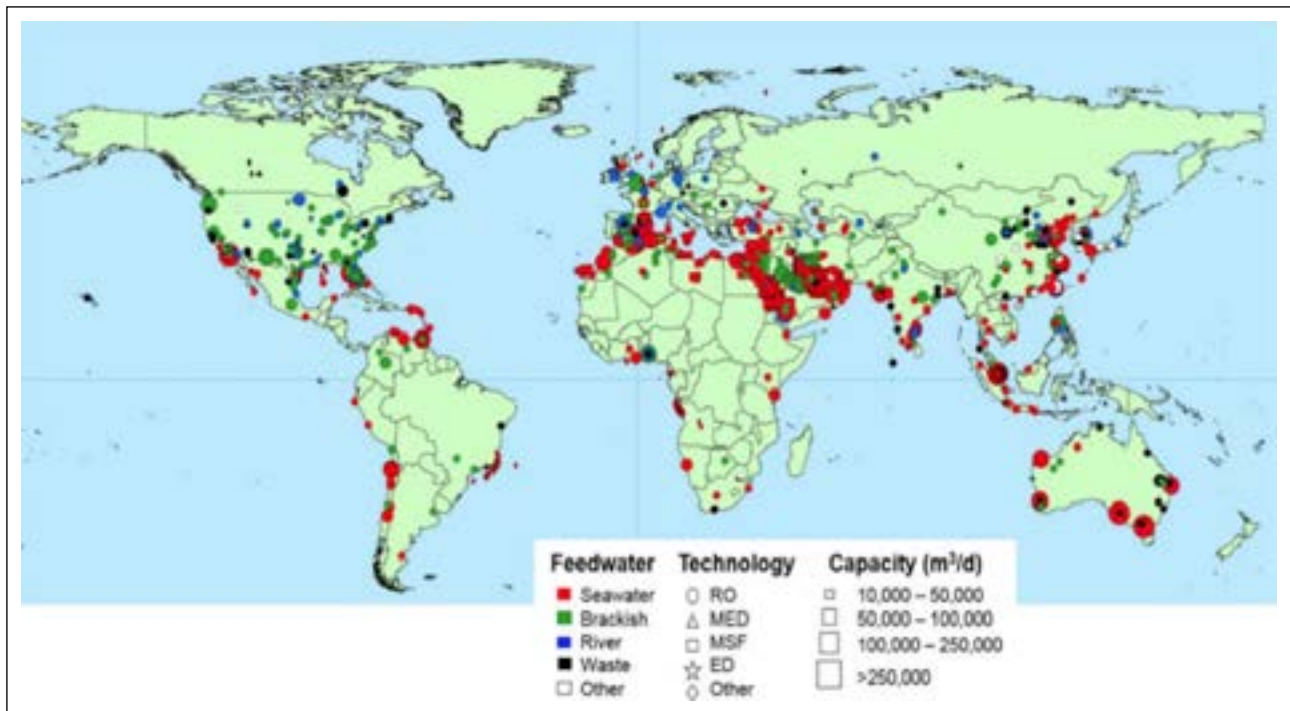 Feedwater Technology Capacity (m³/d)
Seawater RO 10,000 – 50,000
Brackish MED 50,000 – 100,000
River MSF 100,000 – 250,000
Waste ED >250,000
Other Other